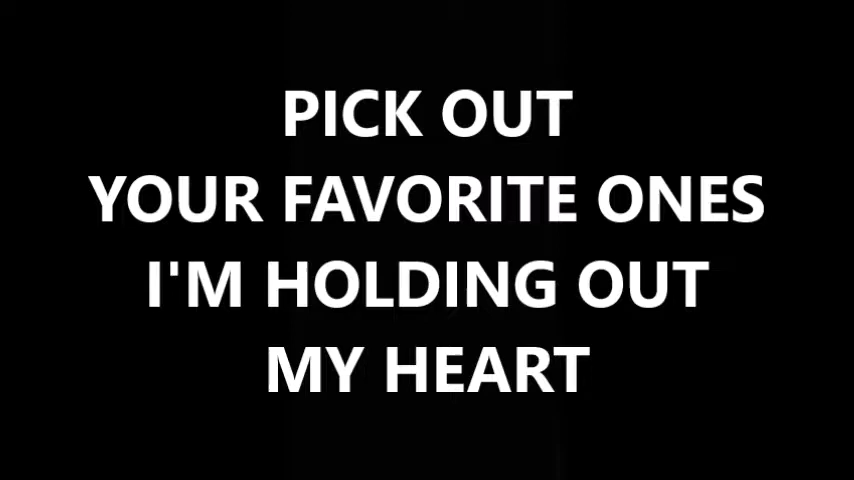 PICK OUT
YOUR FAVORITE ONES
I'M HOLDING OUT
MY HEART